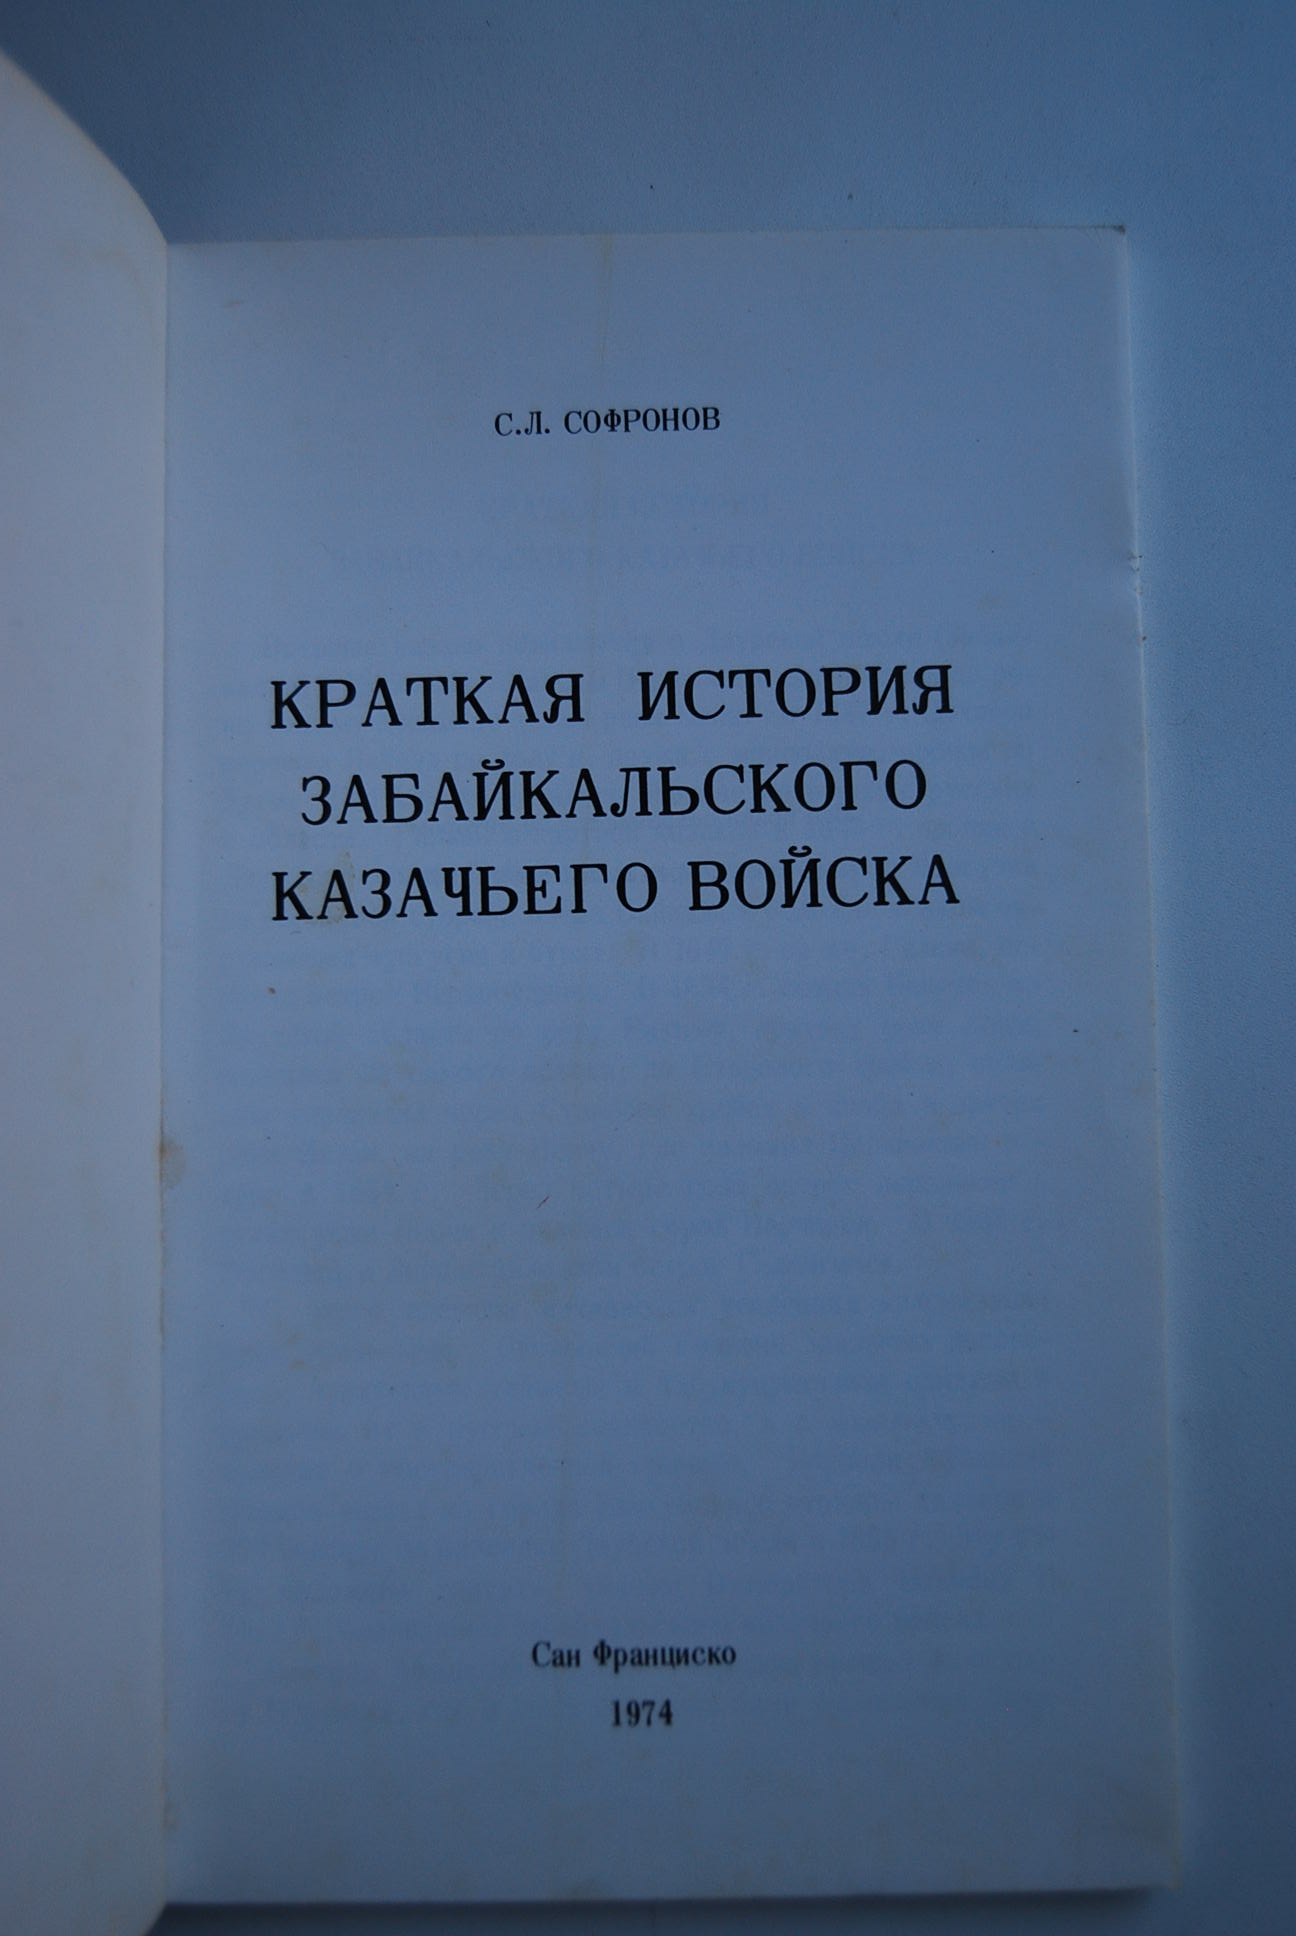 С.Л. СОФРОНОВ
КРАТКАЯ ИСТОРИЯ
ЗАБАЙКАЛЬСКОГО
КАЗАЧЬЕГО ВОЙСКА
Сан Франциско
1974